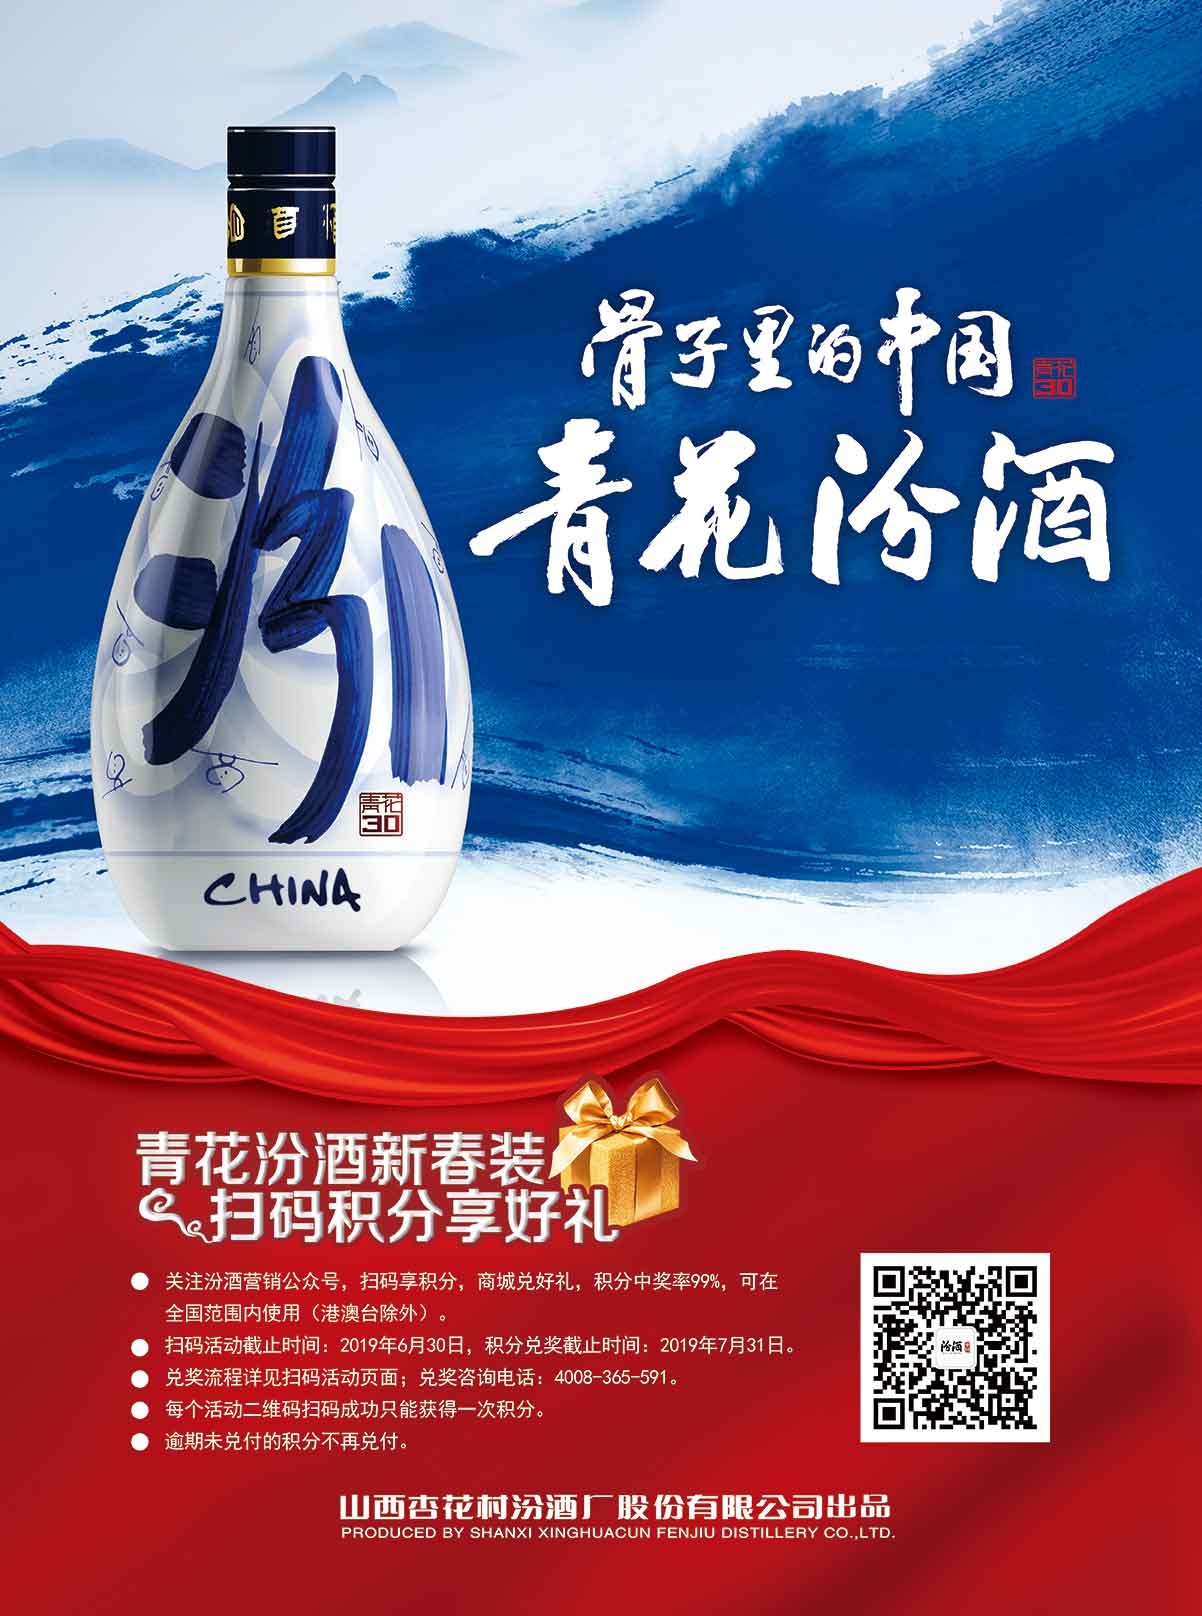 骨子里的中国
青花
30
青花汾酒
汾
青花
30
CHINA
青花汾酒新春装
扫码积分享好礼
● 关注汾酒营销公众号，扫码享积分，商城兑好礼，积分中奖率99%，可在
全国范围内使用（港澳台除外）。
● 扫码活动截止时间：2019年6月30日，积分兑奖截止时间：2019年7月31日。
● 兑奖流程详见扫码活动页面；兑奖咨询电话：4008-365-591。
● 每个活动二维码扫码成功只能获得一次积分。
● 逾期未兑付的积分不再兑付。
汾酒
山西杏花村汾酒厂股份有限公司出品
PRODUCED BY SHANXI XINGHUACUN FENJIU DISTILLERY CO.,LTD.